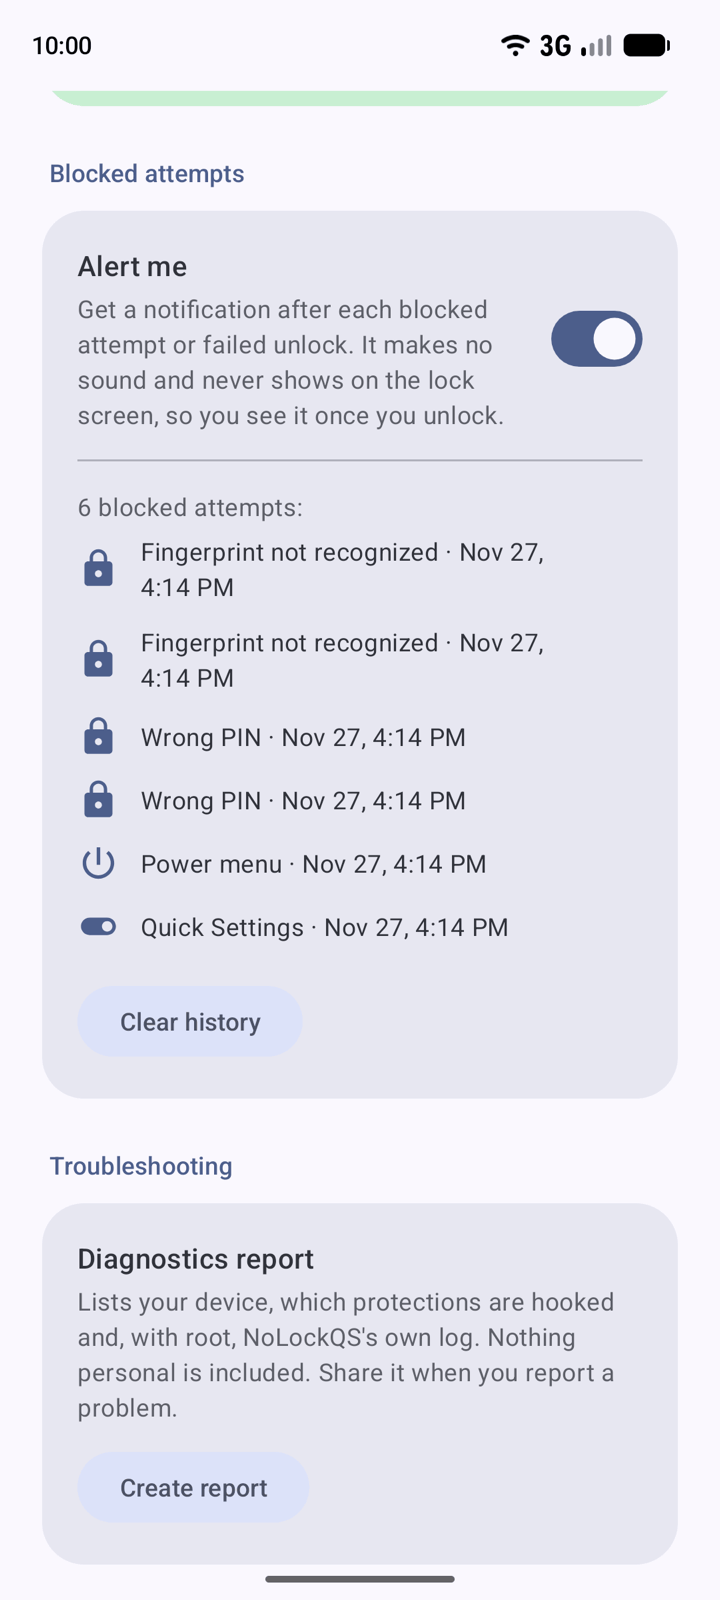 10:00
3G
Blocked attempts
Alert me
Get a notification after each blocked
attempt or failed unlock. It makes no
sound and never shows on the lock
screen, so you see it once you unlock.
6 blocked attempts:
Fingerprint not recognized · Nov 27,
4:14 PM
Fingerprint not recognized · Nov 27,
4:14 PM
Wrong PIN · Nov 27, 4:14 PM
Wrong PIN · Nov 27, 4:14 PM
Power menu · Nov 27, 4:14 PM
Quick Settings · Nov 27, 4:14 PM
Clear history
Troubleshooting
Diagnostics report
Lists your device, which protections are hooked
and, with root, NoLockQS's own log. Nothing
personal is included. Share it when you report a
problem.
Create report